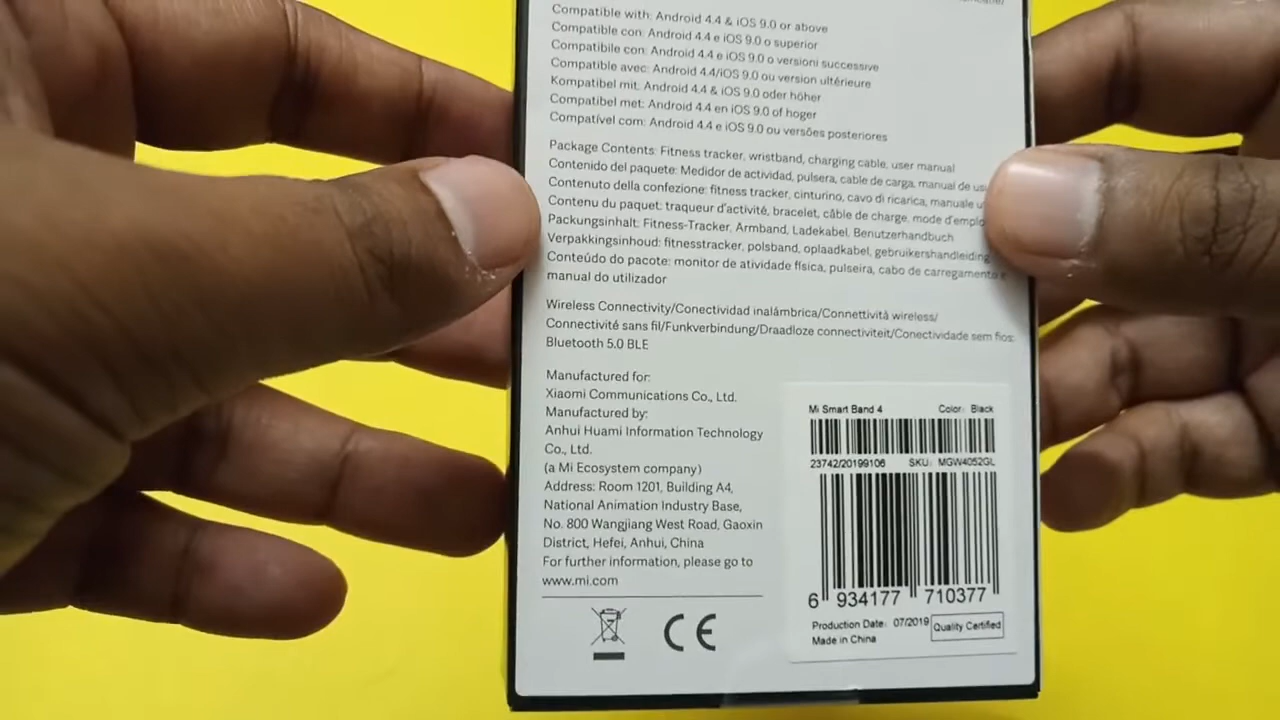 Compatible with: Android 4.4 & iOS 9.0 or above
Compatible con: Android 4.4 e iOS 9.0 o superior
Compatibile con: Android 4.4 e iOS 9.0 o versioni successive
Compatible avec: Android 4.4/iOS 9.0 ou version ultérieure
Kompatibel mit: Android 4.4 & iOS 9.0 oder höher
Compatibel met: Android 4.4 en iOS 9.0 of hoger
Compatível com: Android 4.4 e iOS 9.0 ou versões posteriores
Package Contents: Fitness tracker, wristband, charging cable, user manual
Contenido del paquete: Medidor de actividad, pulsera, cable de carga, manual de
Contenuto della confezione: fitness tracker, cinturino, cavo di ricarica, manuale
Contenu du paquet: traqueur d'activité, bracelet, câble de charge, mode
Packungsinhalt: Fitness-Tracker, Armband, Ladekabel, Benutzerhandbuch
Verpakkingsinhoud: fitnesstracker, polsband, oplaadkabel, gebruikershandleiding
Conteúdo do pacote: monitor de atividade física, pulseira, cabo de carregamento e
manual do utilizador
Wireless Connectivity/Conectividad inalámbrica/Connettività wireless/
Connectivité sans fil/Funkverbindung/Draadloze connectiviteit/Conectividade sem fios:
Bluetooth 5.0 BLE
Manufactured for:
Xiaomi Communications Co., Ltd.
Manufactured by:
Anhui Huami Information Technology
Co., Ltd.
(a Mi Ecosystem company)
Address: Room 1201, Building A4,
National Animation Industry Base,
No. 800 Wangjiang West Road, Gaoxin
District, Hefei, Anhui, China
For further information, please go to
www.mi.com
CE
Mi Smart Band 4 Color: Black
23742/20199106 SKU: MGW4052GL
6 934177 710377
Production Date: 07/2019 Quality Certified
Made in China